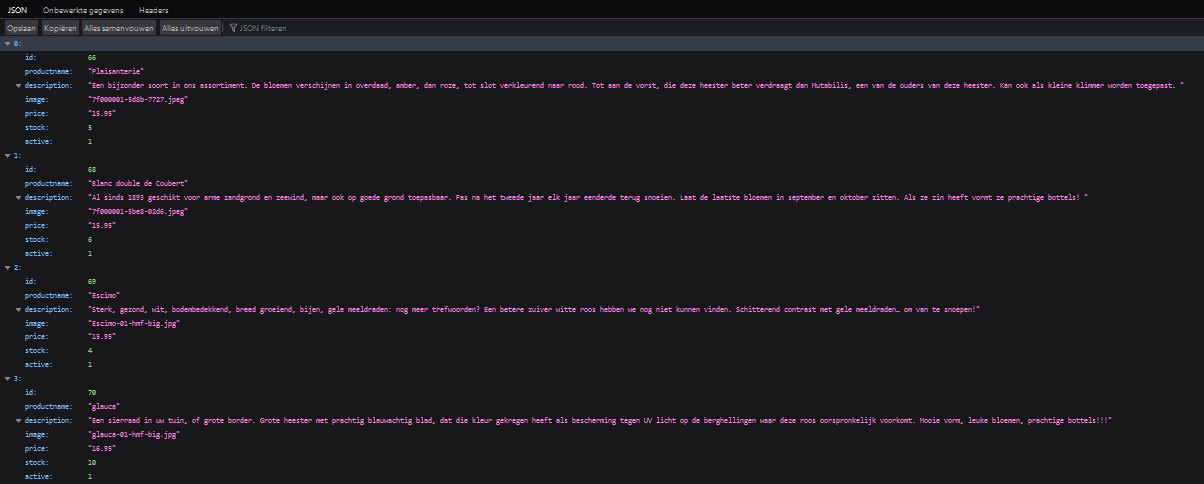 JSON Onbewerkte gegevens Headers
Opslaan Kopiëren Alles samenvouwen Alles uitvouwen JSON filteren
0:
id: 66
productname: "Plaisanterie"
description: "Een bijzonder soort in ons assortiment. De bloemen verschijnen in overdaad, amber, dan roze, tot slot verkleurend naar rood. Tot aan de vorst, die deze heester beter verdraagt dan Mutabilis, een van de ouders van deze heester. Kan ook als kleine klimmer worden toegepast. "
image: "7f000001-5d8b-7727.jpeg"
price: "15.95"
stock: 5
active: 1
1:
id: 68
productname: "Blanc double de Coubert"
description: "Al sinds 1893 geschikt voor arme zandgrond en zeewind, maar ook op goede grond toepasbaar. Pas na het tweede jaar elk jaar eenderde terug snoeien. Laat de laatste bloemen in september en oktober zitten. Als ze zin heeft vormt ze prachtige bottels! "
image: "7f000001-5be8-02d6.jpeg"
price: "15.95"
stock: 6
active: 1
2:
id: 69
productname: "Escimo"
description: "Sterk, gezond, wit, bodembedekkend, breed groeiend, bijen, gele meeldraden: nog meer trefwoorden? Een betere zuiver witte roos hebben we nog niet kunnen vinden. Schitterend contrast met gele meeldraden… om van te snoepen!"
image: "Escimo-01-hmf-big.jpg"
price: "15.95"
stock: 4
active: 1
3:
id: 70
productname: "glauca"
description: "Een sierraad in uw tuin, of grote border. Grote heester met prachtig blauwachtig blad, dat die kleur gekregen heeft als bescherming tegen UV licht op de berghellingen waar deze roos oorspronkelijk voorkomt. Mooie vorm, leuke bloemen, prachtige bottels!!!"
image: "glauca-01-hmf-big.jpg"
price: "16.95"
stock: 10
active: 1